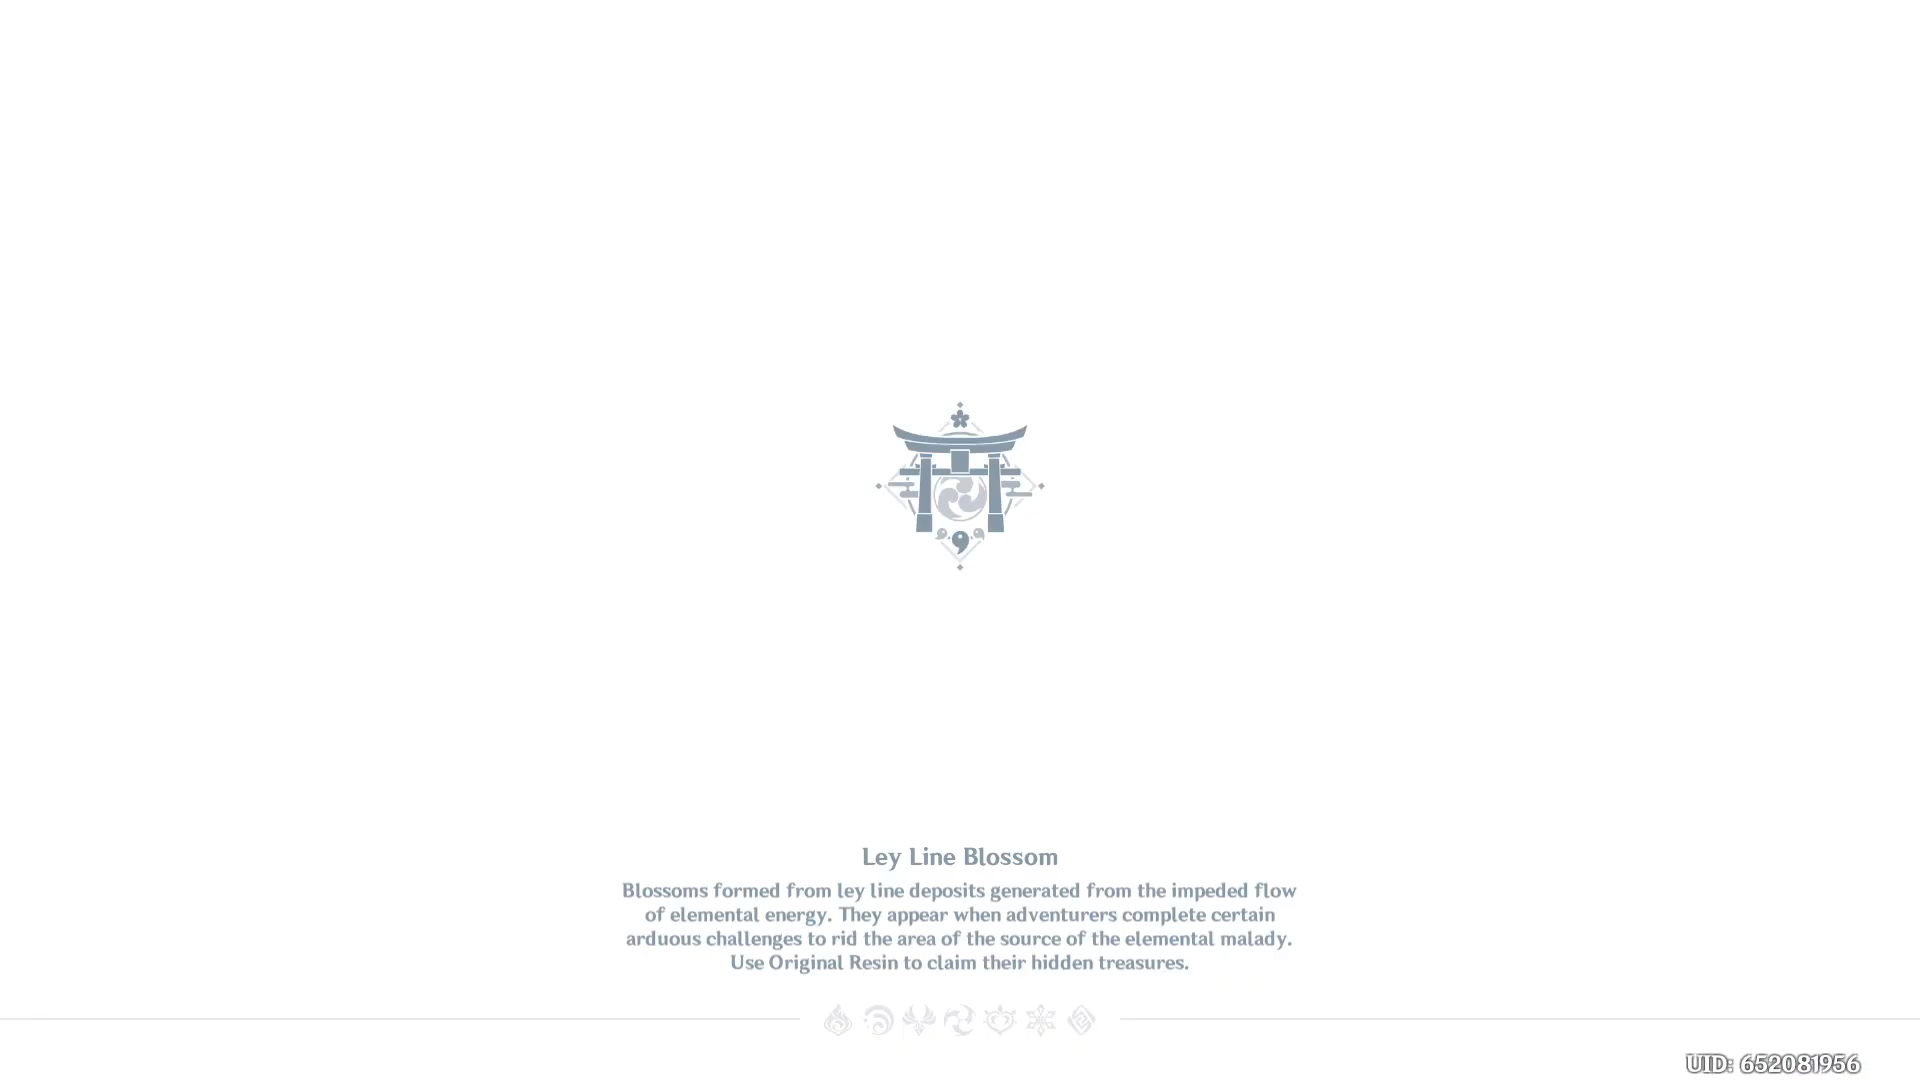 Ley Line Blossom
Blossoms formed from ley line deposits generated from the impeded flow
of elemental energy. They appear when adventurers complete certain
arduous challenges to rid the area of the source of the elemental malady.
Use Original Resin to claim their hidden treasures.
UID: 652081956